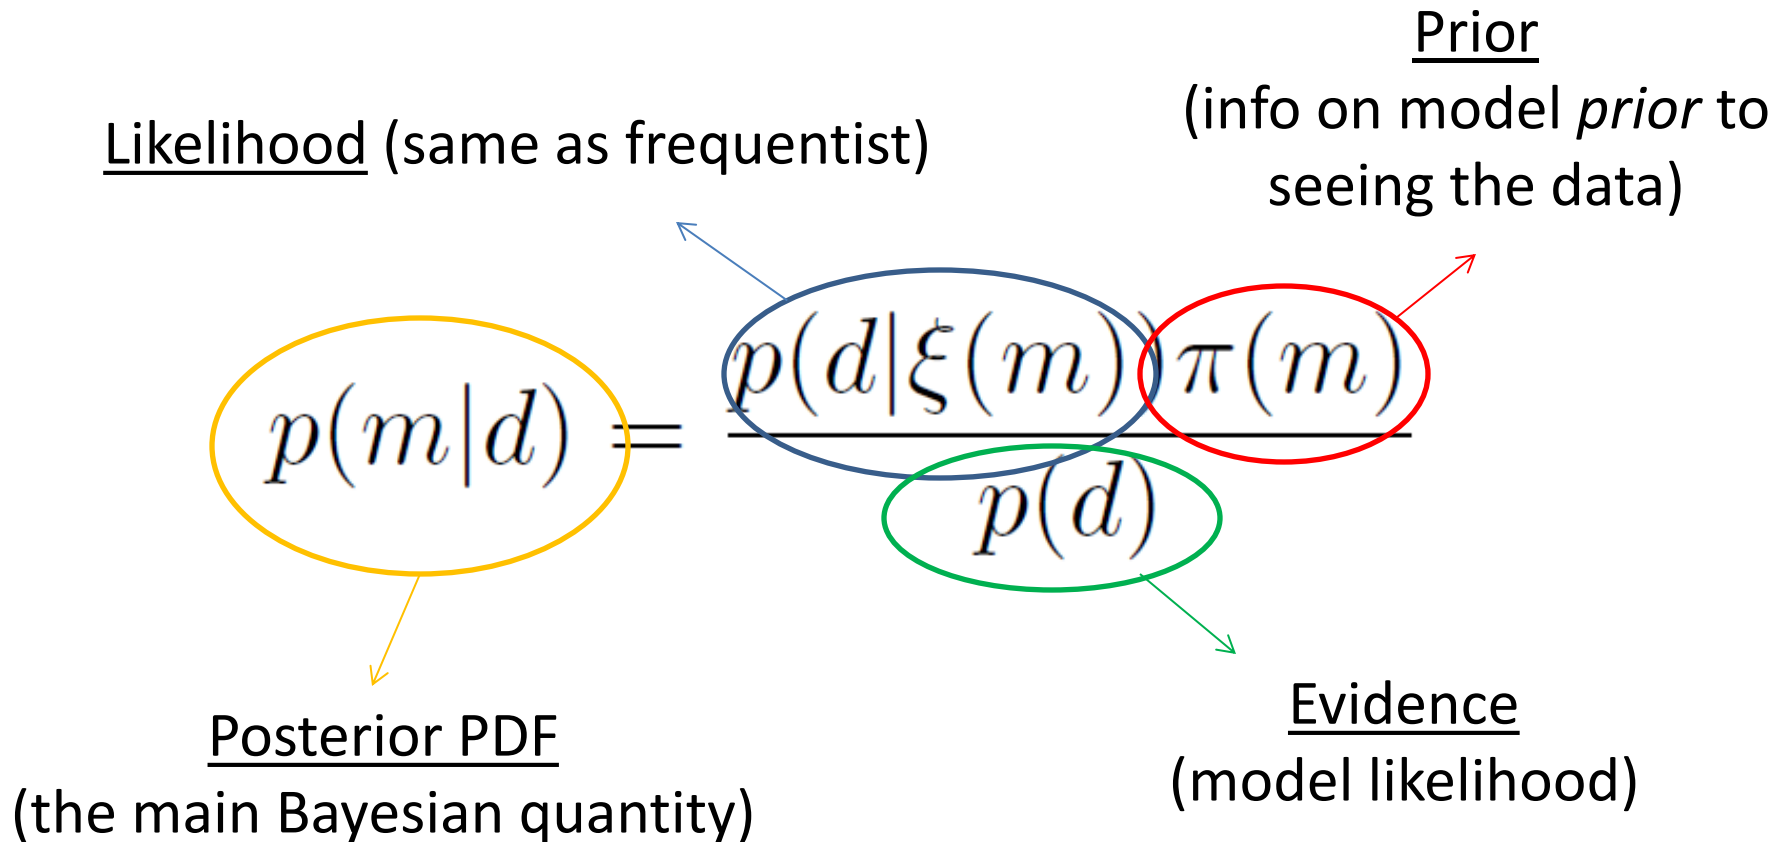 Prior
(info on model prior to
seeing the data)
Likelihood (same as frequentist)
p(m|d) = p(d|ξ(m))π(m)
p(d)
Posterior PDF
(the main Bayesian quantity)
Evidence
(model likelihood)